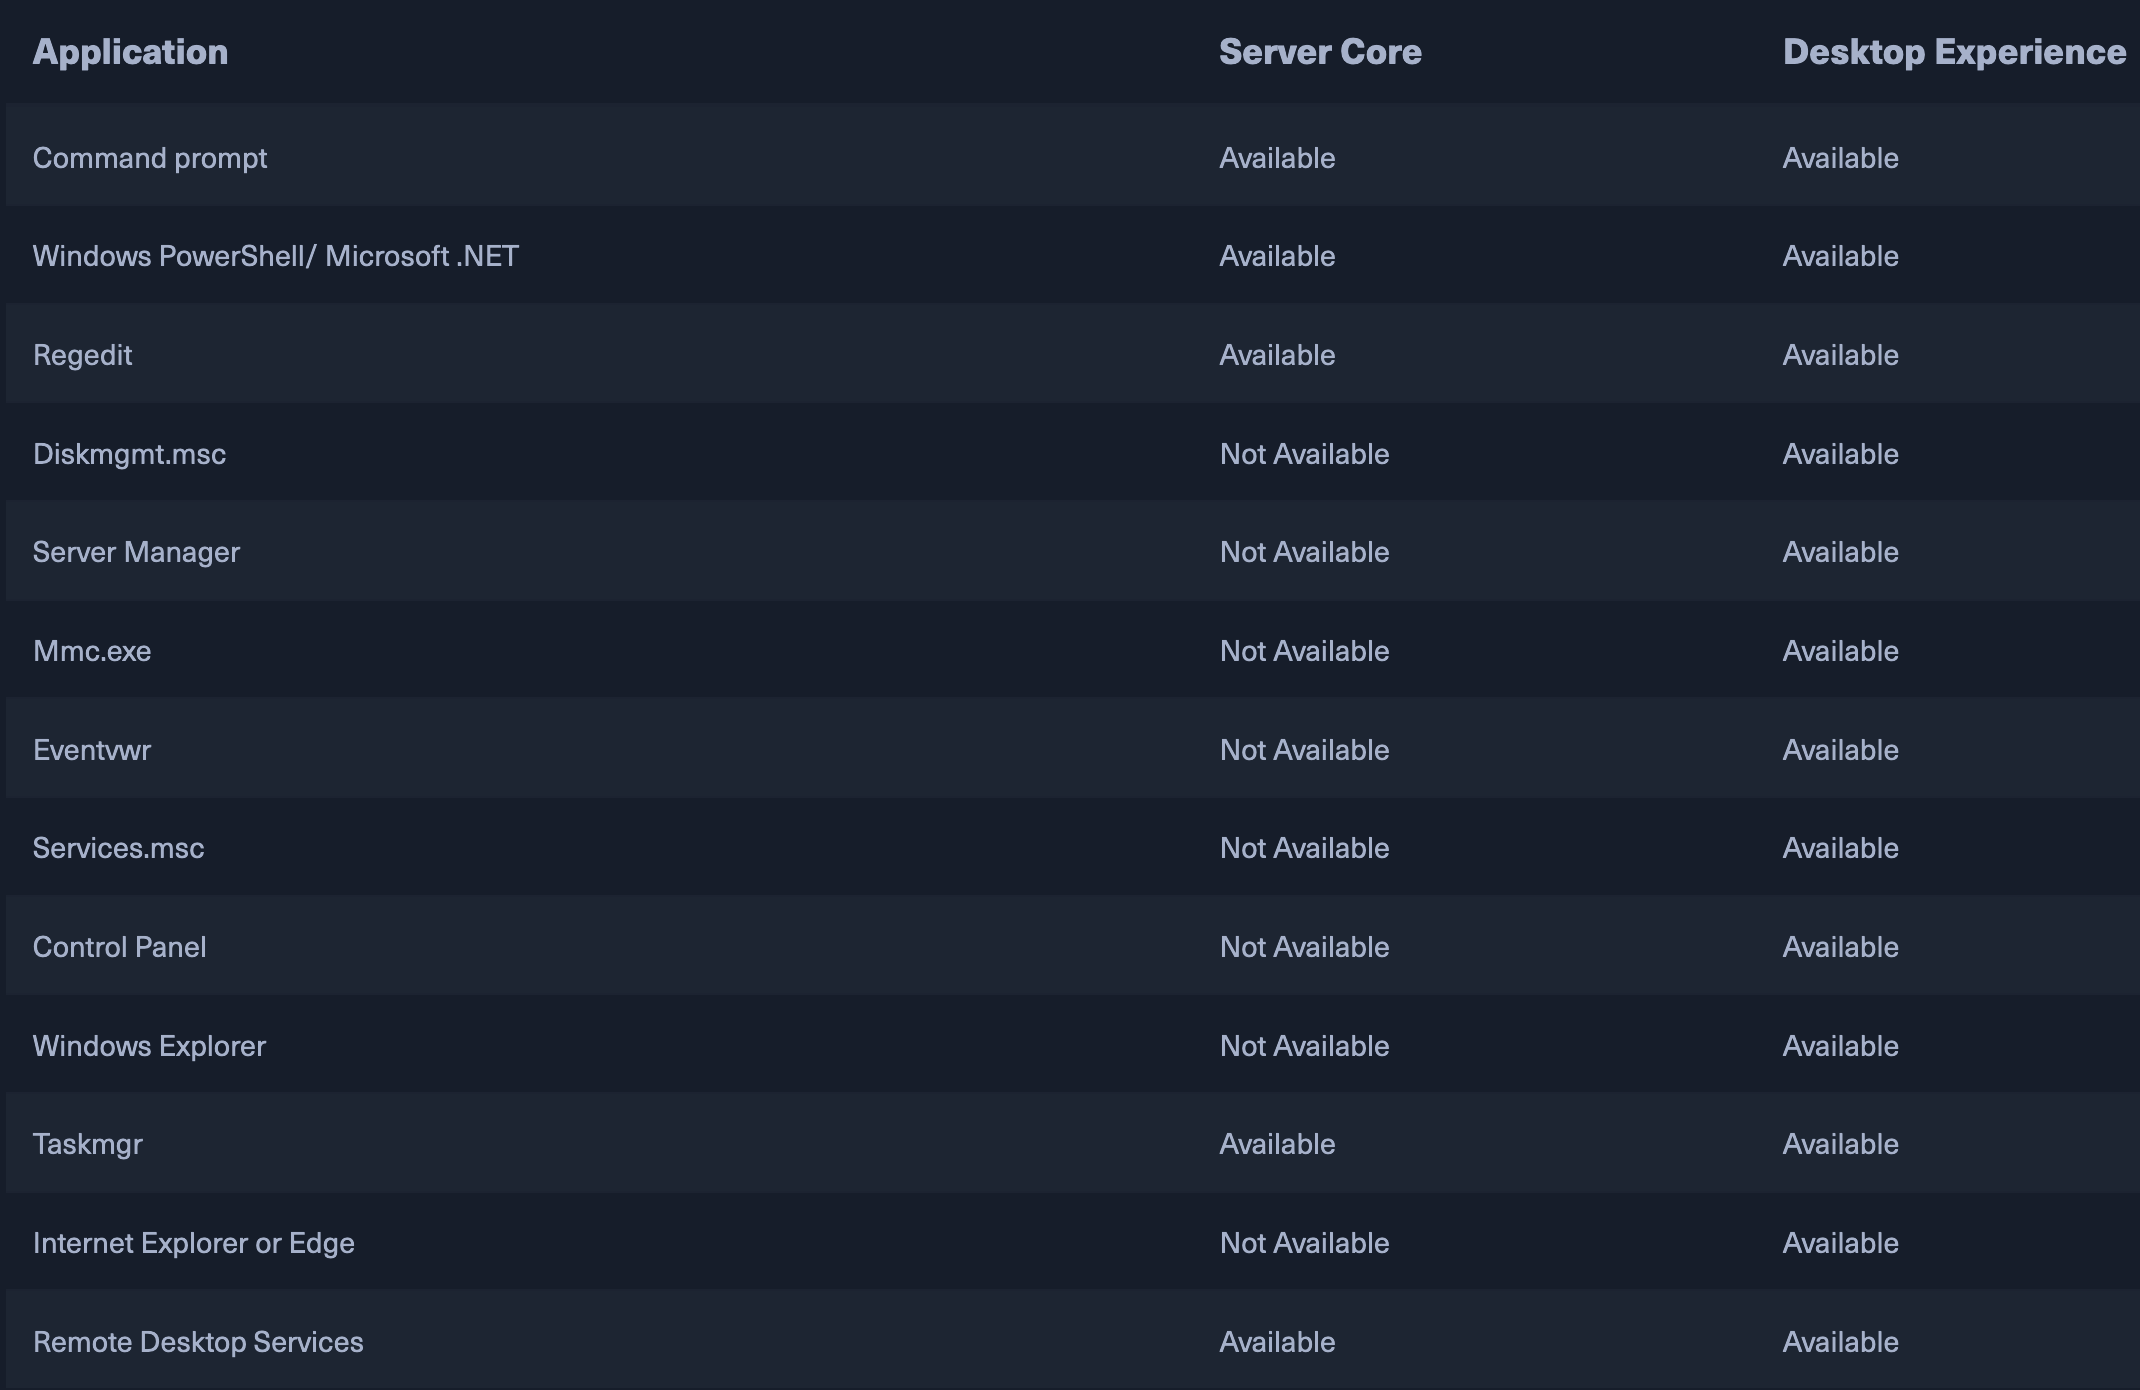 Application Server Core Desktop Experience
Command prompt Available Available
Windows PowerShell/ Microsoft .NET Available Available
Regedit Available Available
Diskmgmt.msc Not Available Available
Server Manager Not Available Available
Mmc.exe Not Available Available
Eventvwr Not Available Available
Services.msc Not Available Available
Control Panel Not Available Available
Windows Explorer Not Available Available
Taskmgr Available Available
Internet Explorer or Edge Not Available Available
Remote Desktop Services Available Available